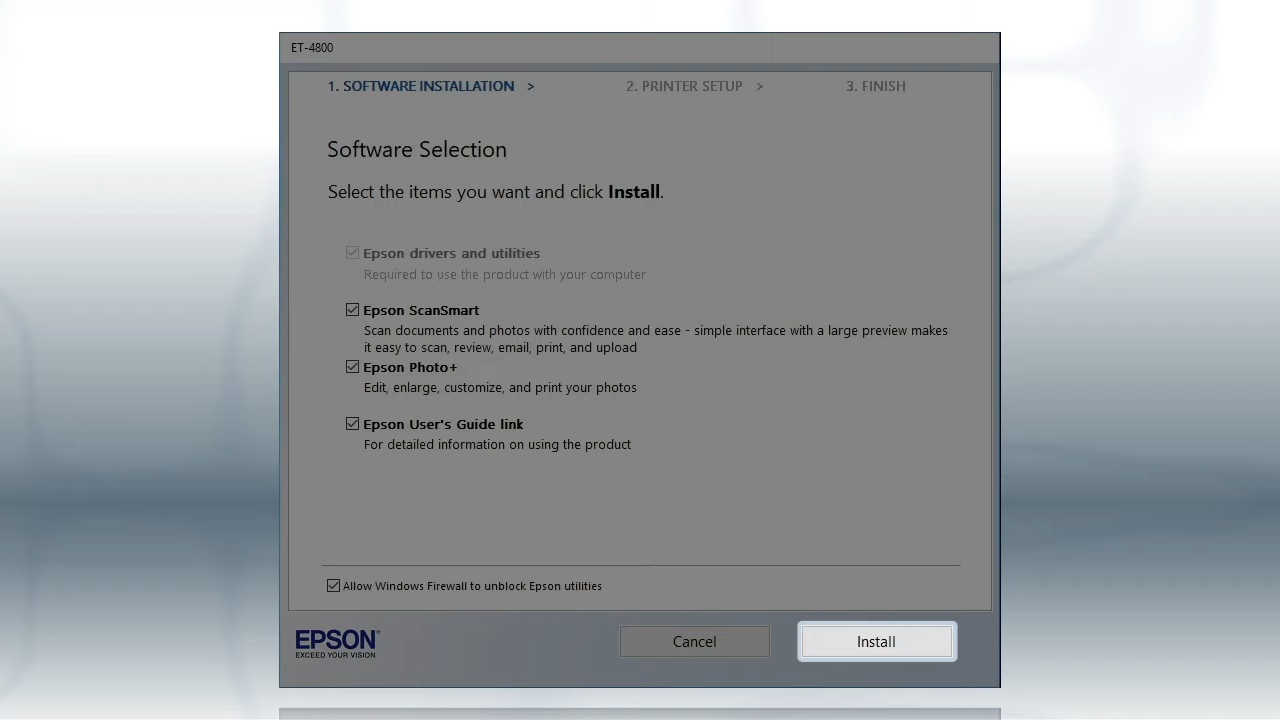 ET-4800
1. SOFTWARE INSTALLATION > 2. PRINTER SETUP > 3. FINISH
Software Selection
Select the items you want and click Install.
Epson drivers and utilities
Required to use the product with your computer
Epson ScanSmart
Scan documents and photos with confidence and ease - simple interface with a large preview makes
it easy to scan, review, email, print, and upload
Epson Photo+
Edit, enlarge, customize, and print your photos
Epson User's Guide link
For detailed information on using the product
Allow Windows Firewall to unblock Epson utilities
EPSON®
EXCEED YOUR VISION
Cancel
Install